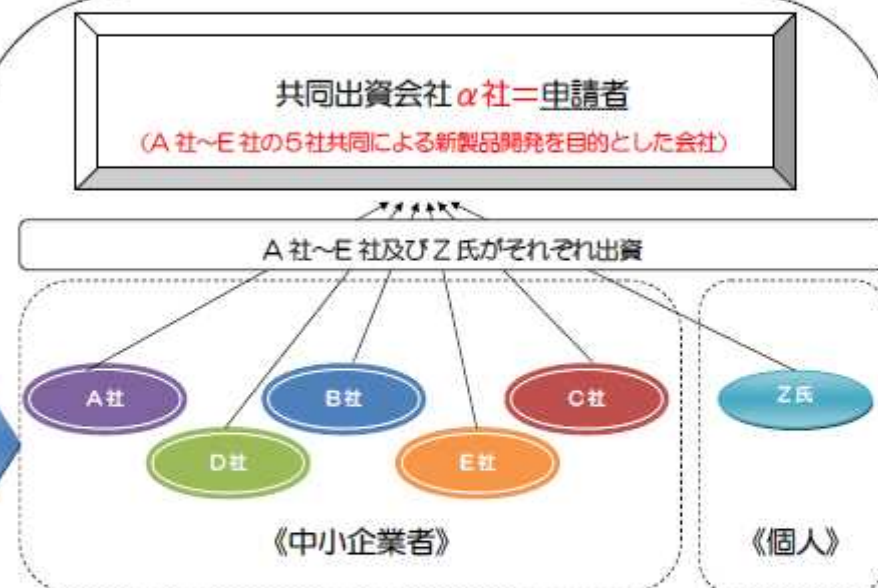 共同出資会社α社=申請者
(A社~E社の5社共同による新製品開発を目的とした会社)
A社~E社及びZ氏がそれぞれ出資
A社
B社
C社
Z氏
D社
E社
《中小企業者》
《個人》